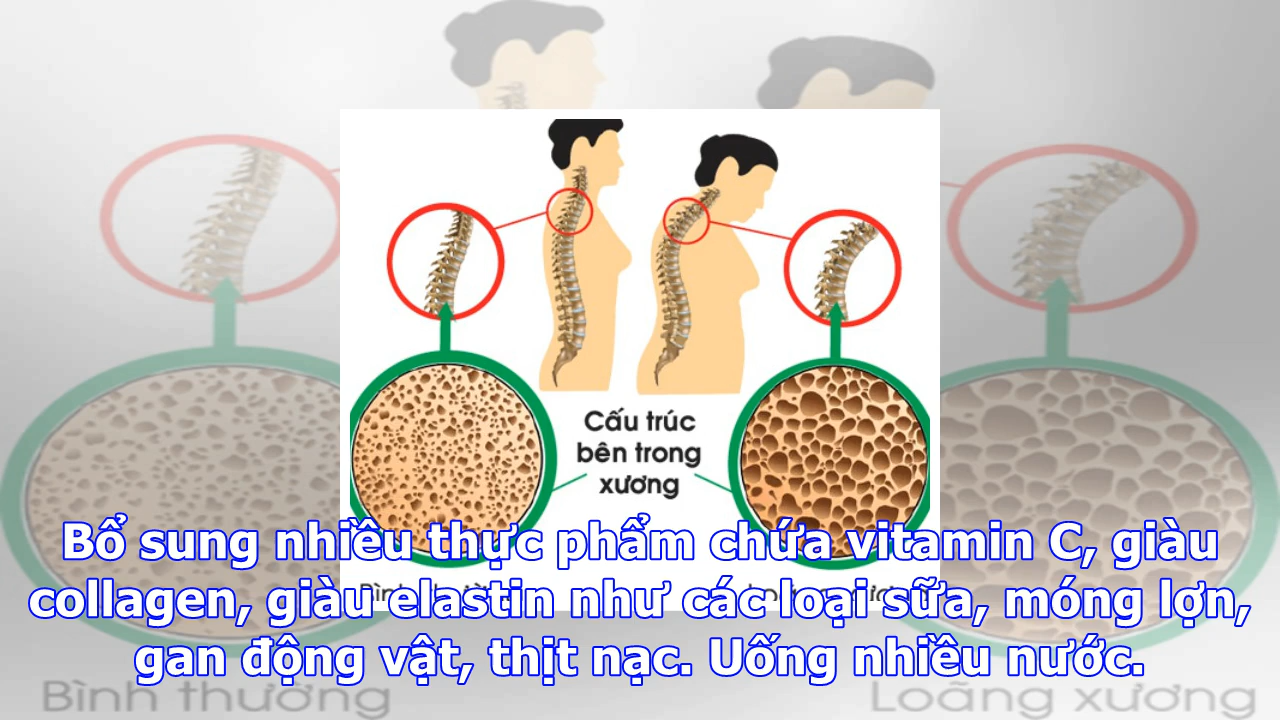 Cấu trúc
bên trong
xương
Bổ sung nhiều thực phẩm chứa vitamin C, giàu
collagen, giàu elastin như các loại sữa, móng lợn,
gan động vật, thịt nạc. Uống nhiều nước.
Bình thường
Loãng xương